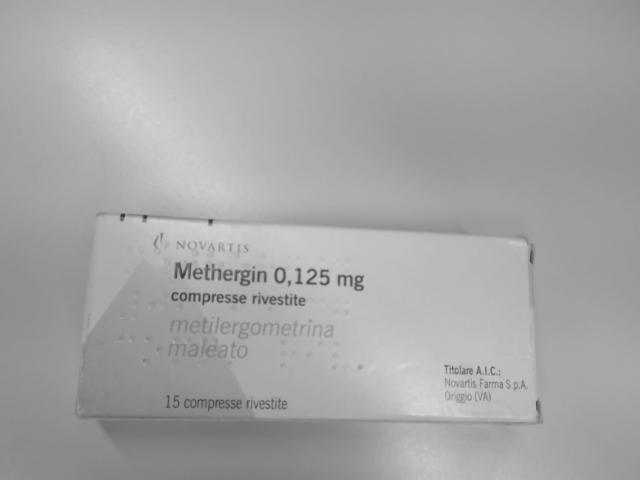 NOVARTIS
Methergin 0,125 mg
compresse rivestite
metilergometrina
maleato
15 compresse rivestite
Titolare A.I.C.:
Novartis Farma S.p.A.
Origgio (VA)